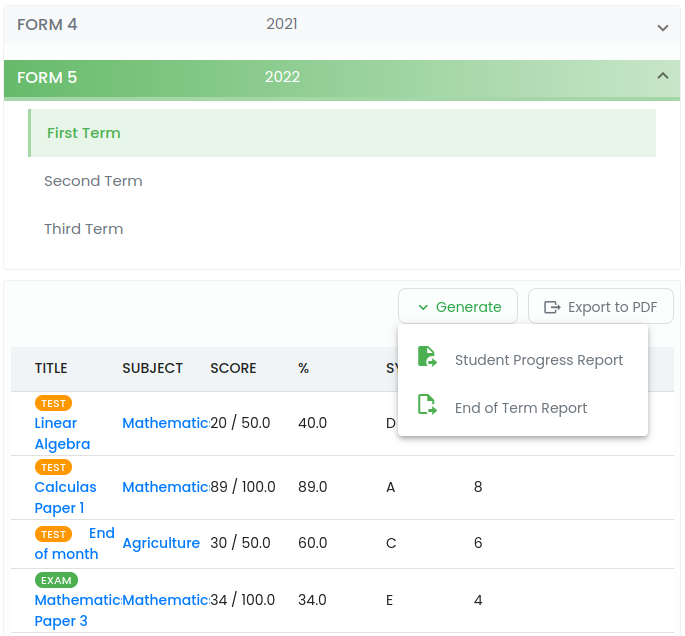 FORM 4 2021
FORM 5 2022
First Term
Second Term
Third Term
Generate Export to PDF
Student Progress Report
End of Term Report
TITLE SUBJECT SCORE %
TEST
Linear Mathematic 20 / 50.0 40.0 D
Algebra
TEST
Calculas Mathematic 89 / 100.0 89.0 A 8
Paper 1
TEST End
of month Agriculture 30 / 50.0 60.0 C 6
EXAM
Mathematic Mathematic 34 / 100.0 34.0 E 4
Paper 3